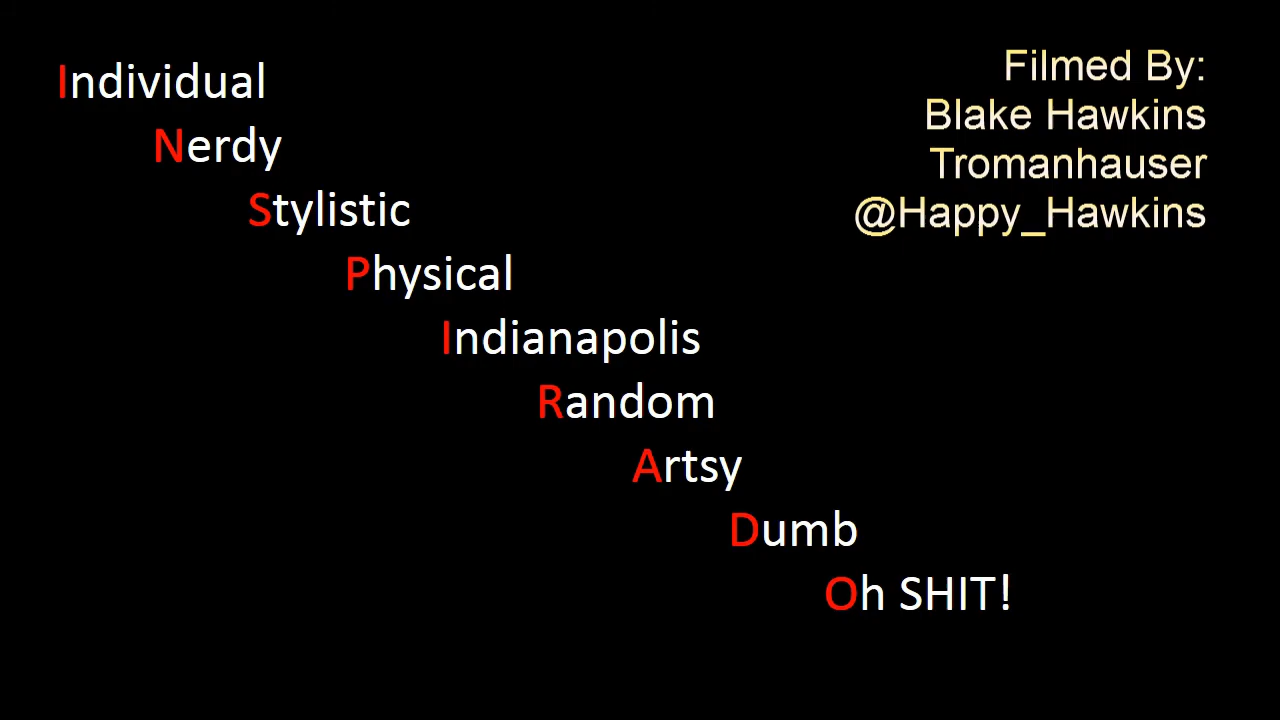 Individual
Nerdy
Stylistic
Physical
Indianapolis
Random
Artsy
Dumb
Oh SHIT!
Filmed By:
Blake Hawkins
Tromanhauser
@Happy_Hawkins